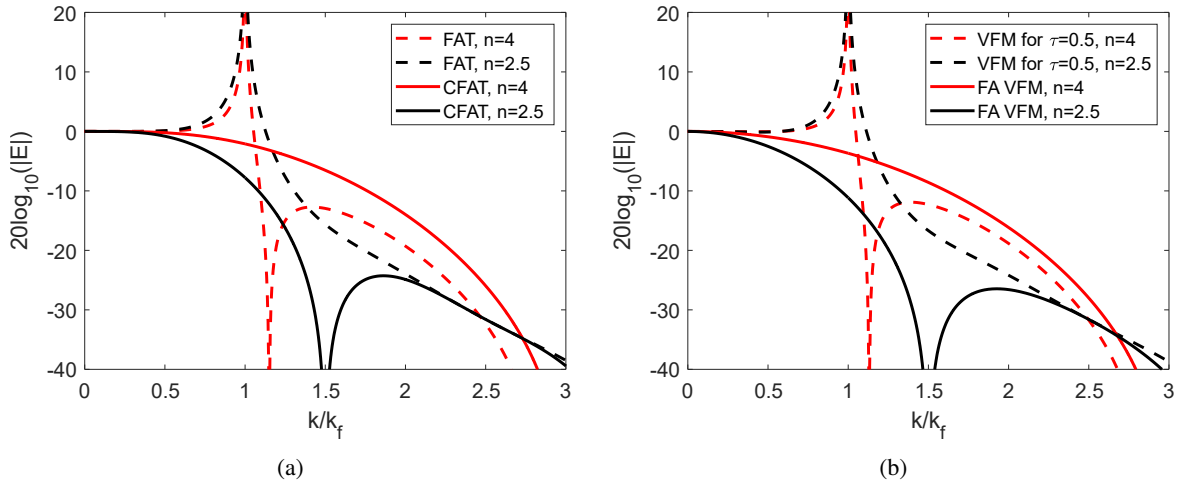 20
10
0
-10
-20
-30
-40
20log10(|E|)
FAT, n=4
FAT, n=2.5
CFAT, n=4
CFAT, n=2.5
0 0.5 1 1.5 2 2.5 3
k/kf
(a)
20
10
0
-10
-20
-30
-40
20log10(|E|)
VFM for τ=0.5, n=4
VFM for τ=0.5, n=2.5
FA VFM, n=4
FA VFM, n=2.5
0 0.5 1 1.5 2 2.5 3
k/kf
(b)